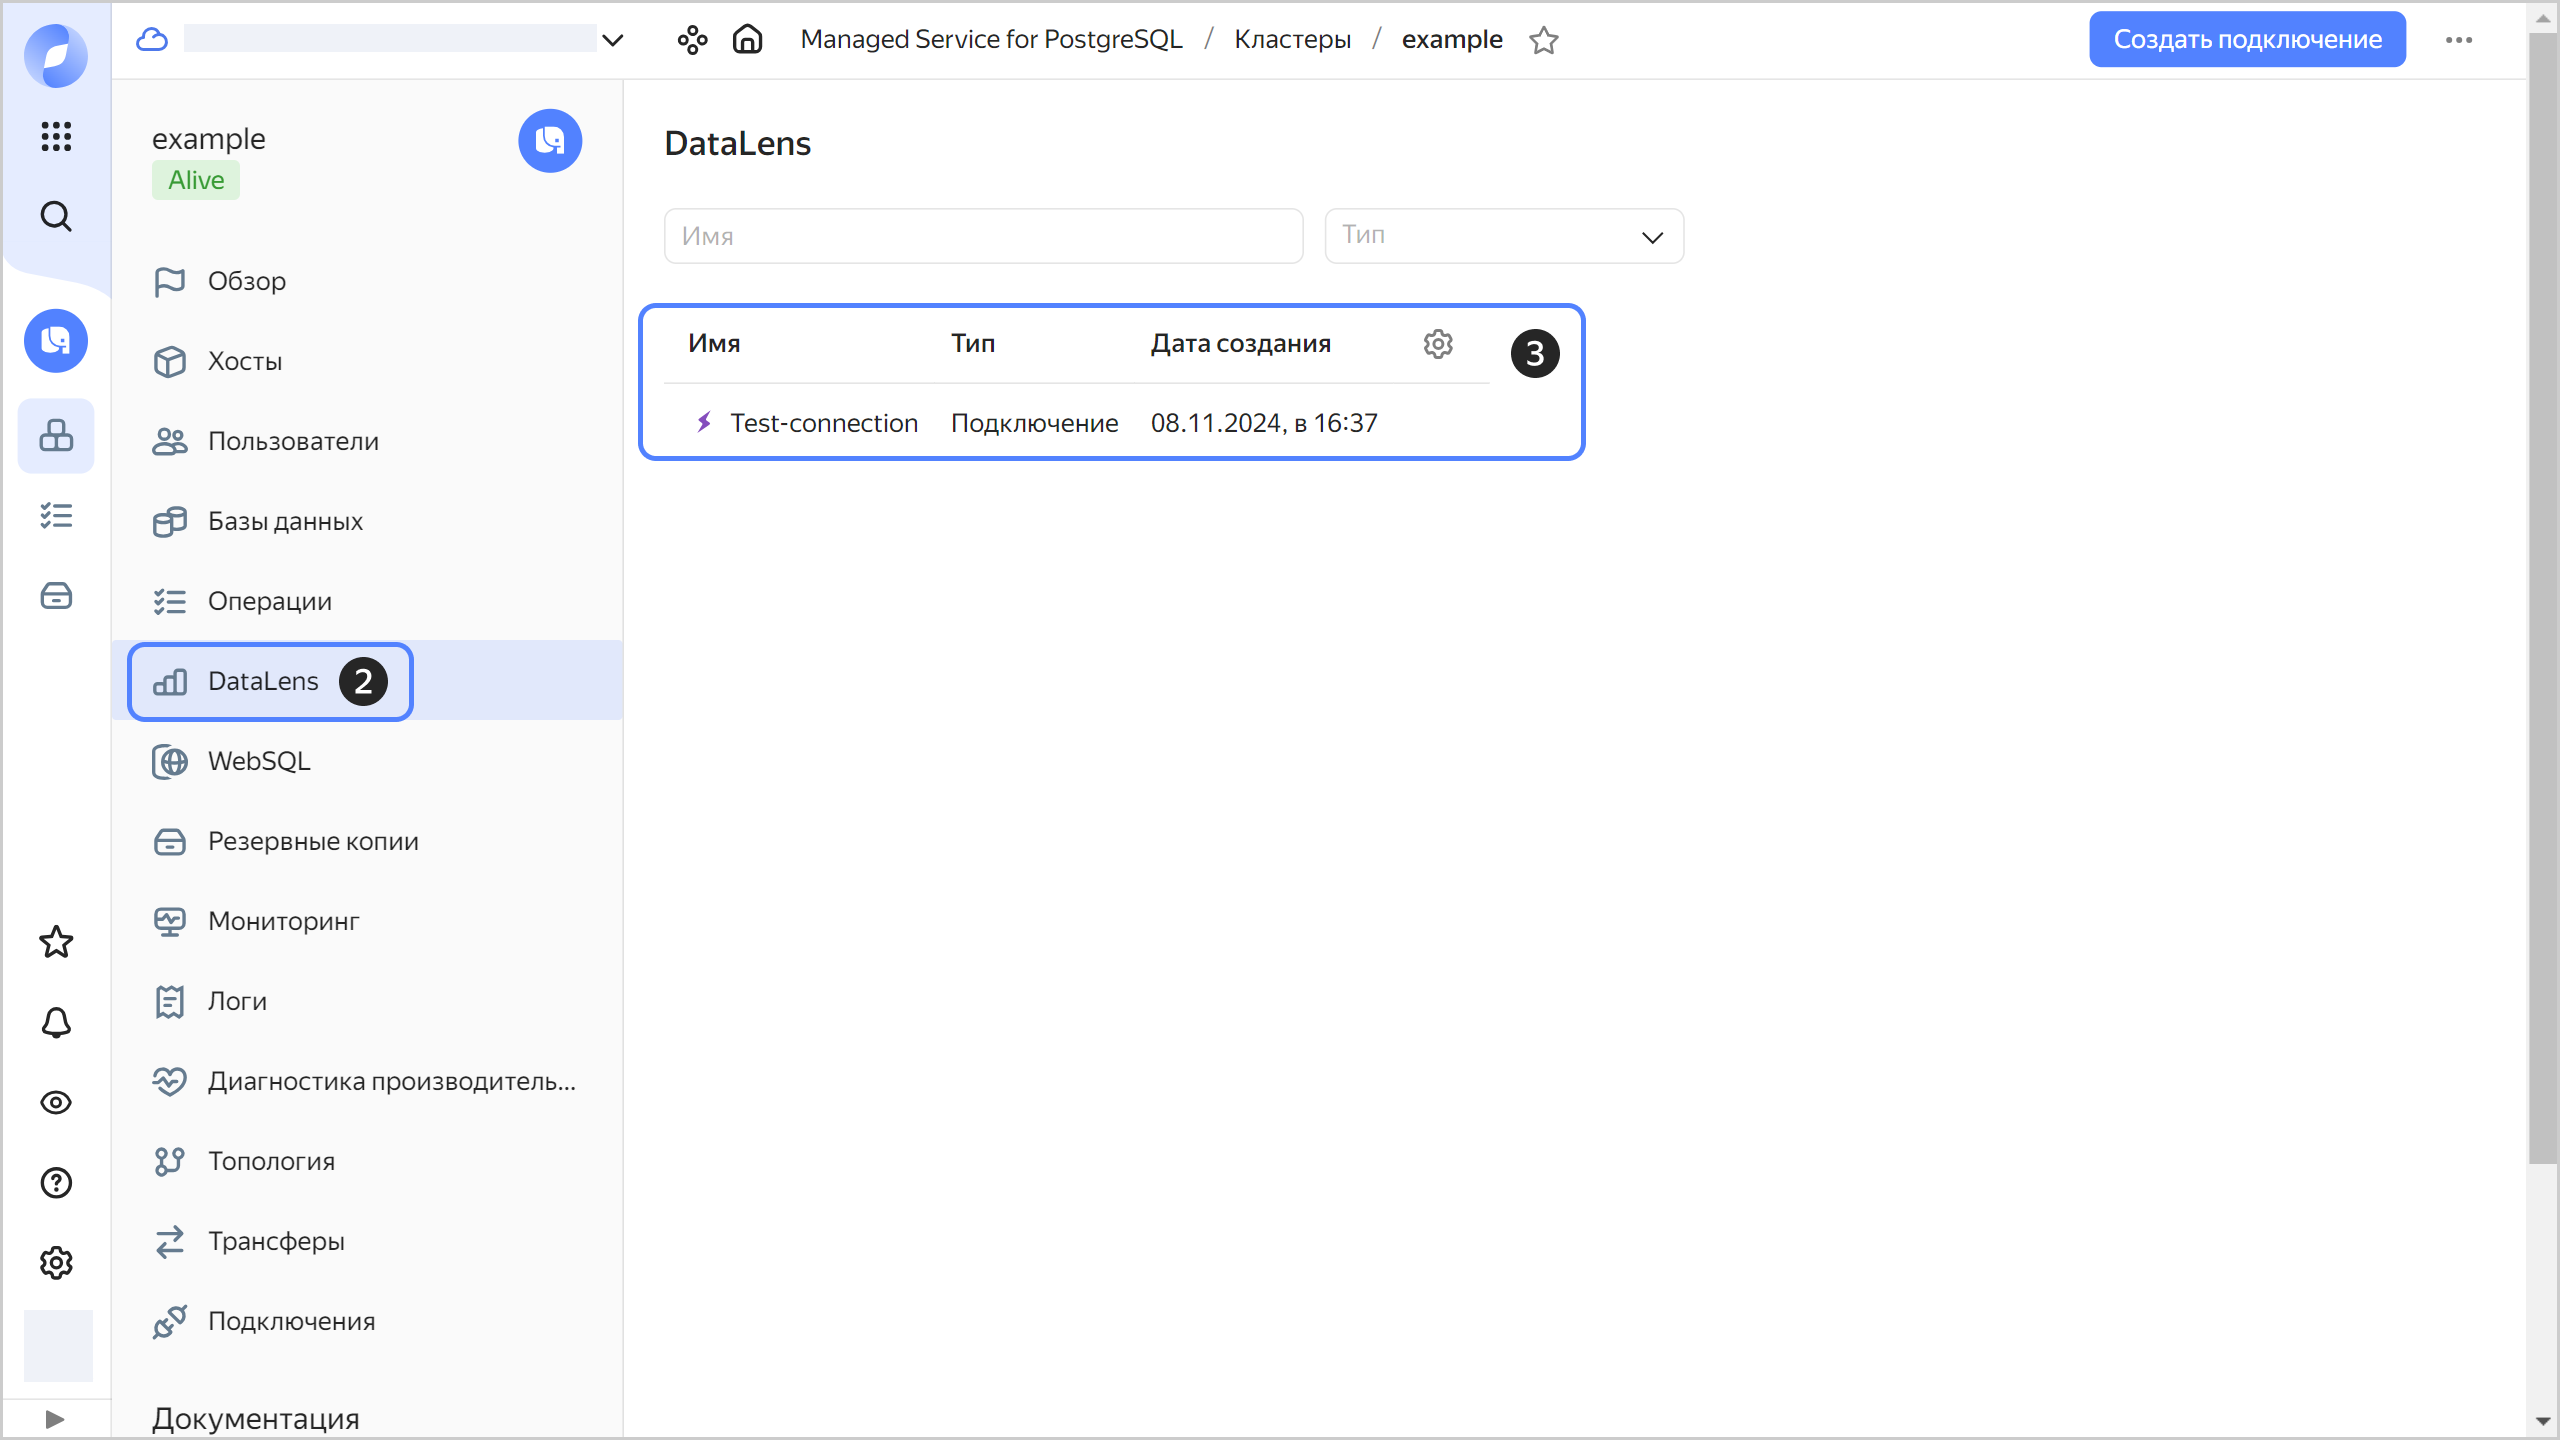 Managed Service for PostgreSQL / Кластеры / example
Создать подключение
example
Alive
Обзор
Хосты
Пользователи
Базы данных
Операции
DataLens 2
WebSQL
Резервные копии
Мониторинг
Логи
Диагностика производитель...
Топология
Трансферы
Подключения
Документация
DataLens
Имя
Тип
Имя Тип Дата создания 3
Test-connection Подключение 08.11.2024, в 16:37